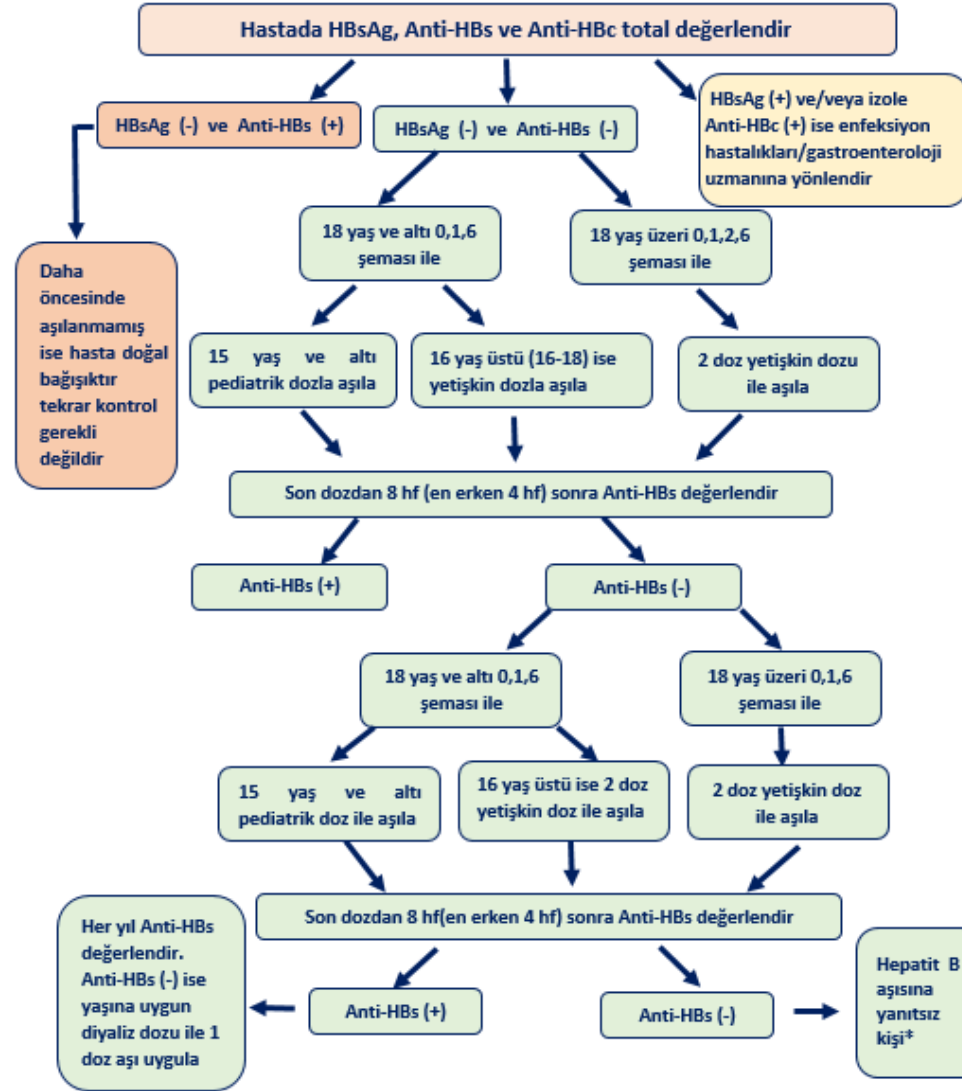 Hastada HBsAg, Anti-HBs ve Anti-HBc total değerlendir
HBsAg (-) ve Anti-HBs (+)
HBsAg (-) ve Anti-HBs (-)
HBsAg (+) ve/veya izole
Anti-HBc (+) ise enfeksiyon
hastalıkları/gastroenteroloji
uzmanına yönlendir
Daha
öncesinde
aşılanmamış
ise hasta doğal
bağışıktır
tekrar kontrol
gerekli
değildir
18 yaş ve altı 0,1,6
şeması ile
18 yaş üzeri 0,1,2,6
şeması ile
15 yaş ve altı
pediatrik dozla aşıla
16 yaş üstü (16-18) ise
yetişkin dozla aşıla
2 doz yetişkin dozu
ile aşıla
Son dozdan 8 hf (en erken 4 hf) sonra Anti-HBs değerlendir
Anti-HBs (+)
Anti-HBs (-)
18 yaş ve altı 0,1,6
şeması ile
18 yaş üzeri 0,1,6
şeması ile
15 yaş ve altı
pediatrik doz ile aşıla
16 yaş üstü ise 2 doz
yetişkin doz ile aşıla
2 doz yetişkin doz
ile aşıla
Son dozdan 8 hf(en erken 4 hf) sonra Anti-HBs değerlendir
Her yıl Anti-HBs
değerlendir.
Anti-HBs (-) ise
yaşına uygun
diyaliz dozu ile 1
doz aşı uygula
Anti-HBs (+)
Anti-HBs (-)
Hepatit B
aşısına
yanıtsız
kişi*